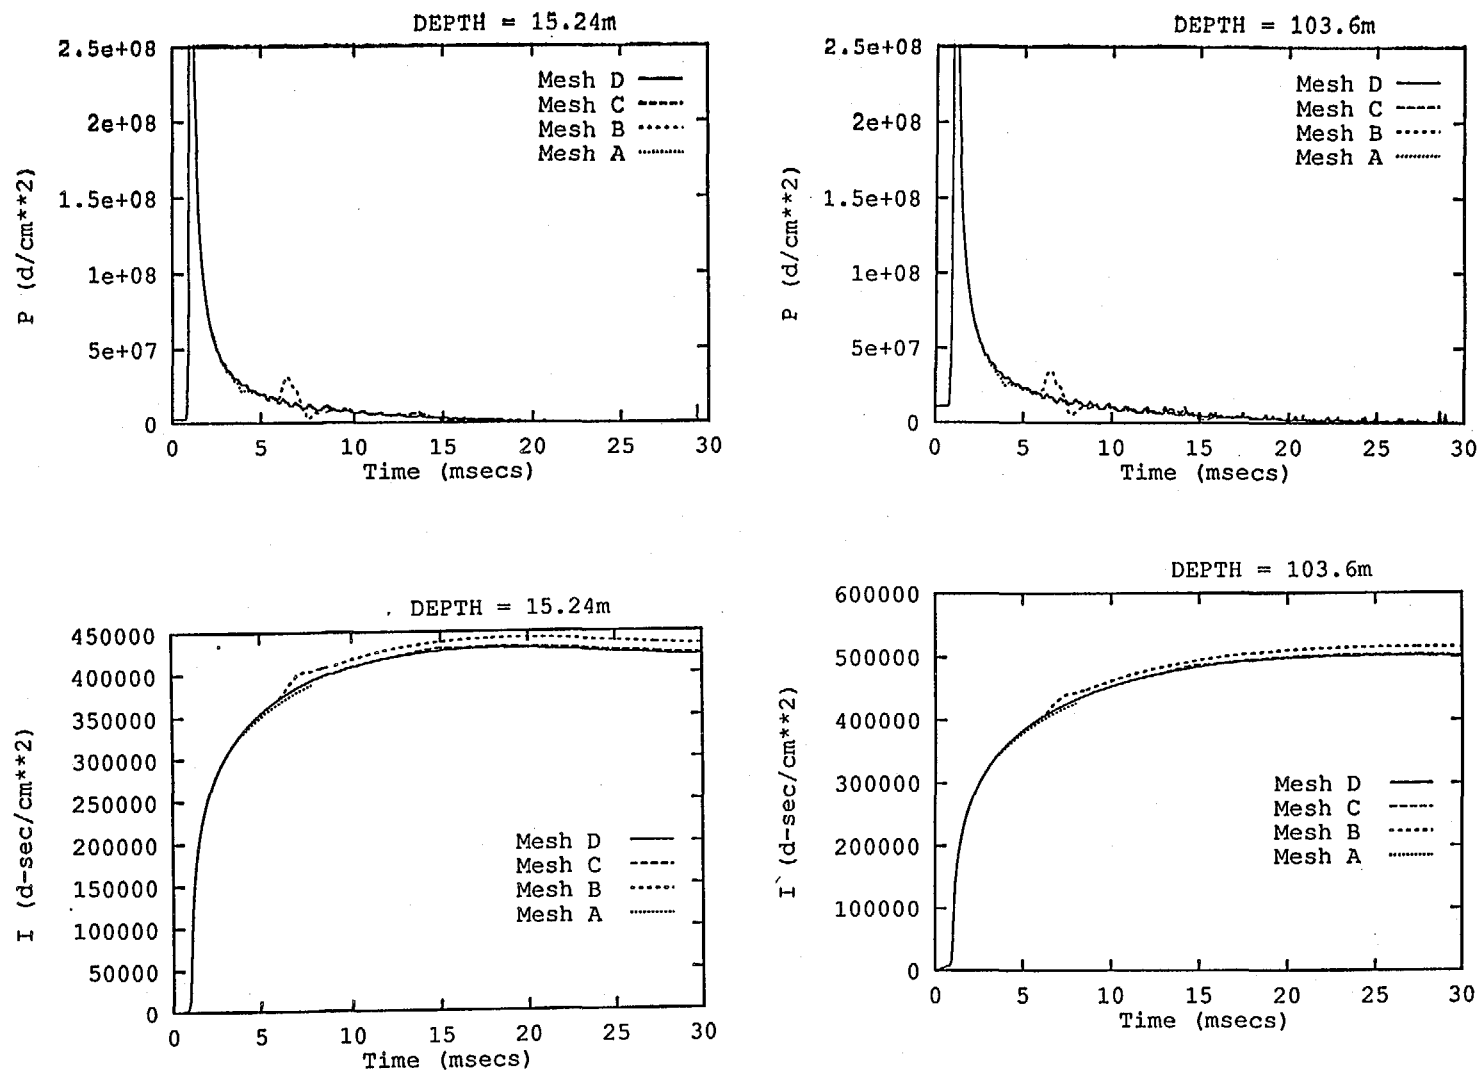 DEPTH = 15.24m
2.5e+08
2e+08
1.5e+08
1e+08
5e+07
0
P (d/cm**2)
Mesh D
Mesh C
Mesh B
Mesh A
0 5 10 15 20 25 30
Time (msecs)
DEPTH = 103.6m
2.5e+08
2e+08
1.5e+08
1e+08
5e+07
0
P (d/cm**2)
Mesh D
Mesh C
Mesh B
Mesh A
0 5 10 15 20 25 30
Time (msecs)
DEPTH = 15.24m
450000
400000
350000
300000
250000
200000
150000
100000
50000
0
I (d-sec/cm**2)
Mesh D
Mesh C
Mesh B
Mesh A
0 5 10 15 20 25 30
Time (msecs)
DEPTH = 103.6m
600000
500000
400000
300000
200000
100000
0
I (d-sec/cm**2)
Mesh D
Mesh C
Mesh B
Mesh A
0 5 10 15 20 25 30
Time (msecs)